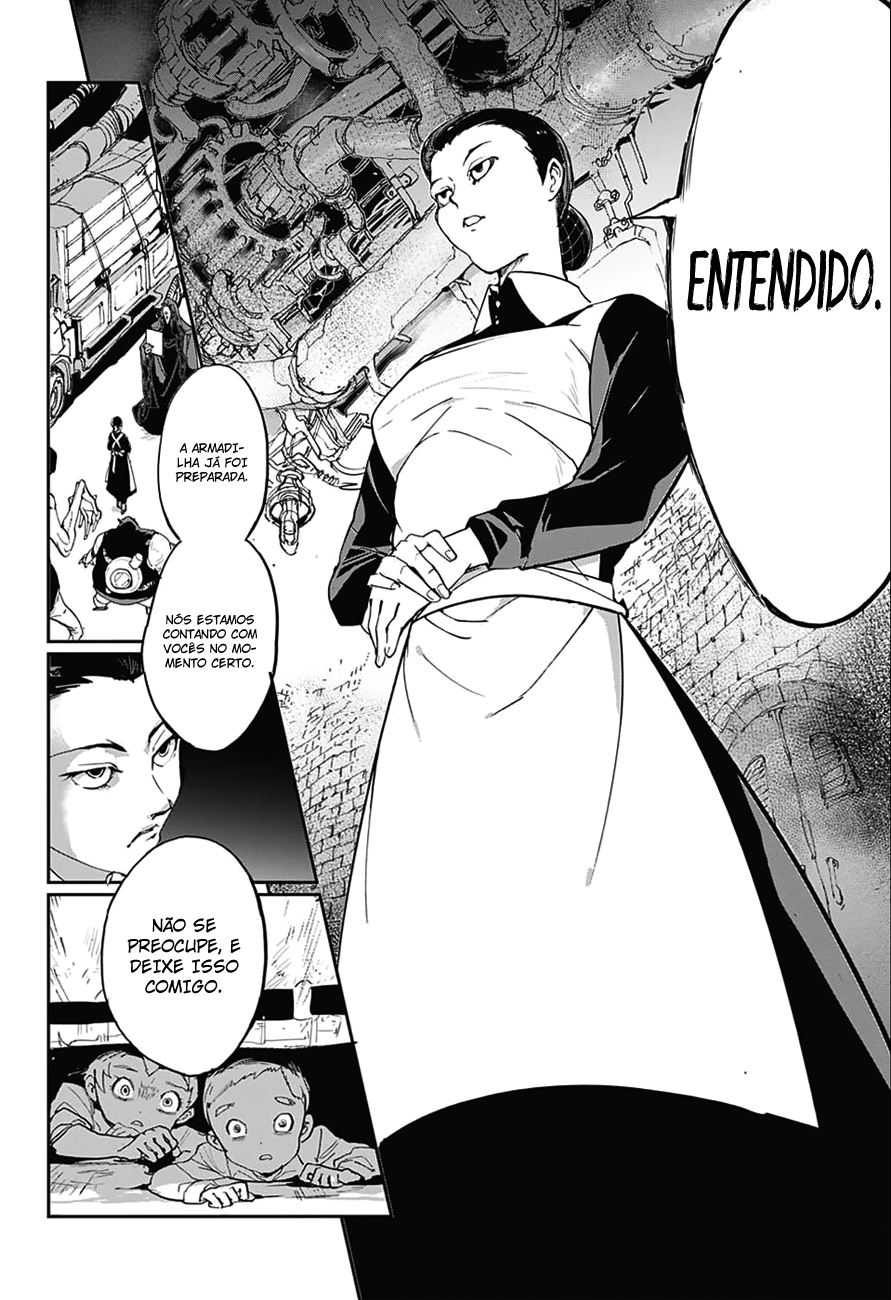 ENTENDIDO.
A ARMADI-
LHA JÁ FOI
PREPARADA.
NÓS ESTAMOS
CONTANDO COM
VOCÊS NO MO-
MENTO CERTO.
NÃO SE
PREOCUPE, E
DEIXE ISSO
COMIGO.